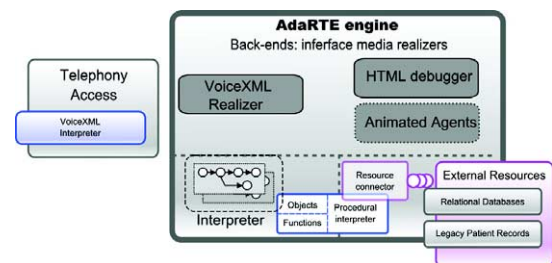 AdaRTE engine
Back-ends: inferface media realizers
Telephony
Access
VoiceXML
Interpreter
VoiceXML
Realizer
HTML debugger
Animated Agents
Interpreter
Objects
Functions
Procedural
interpreter
Resource
connector
External Resources
Relational Databases
Legacy Patient Records